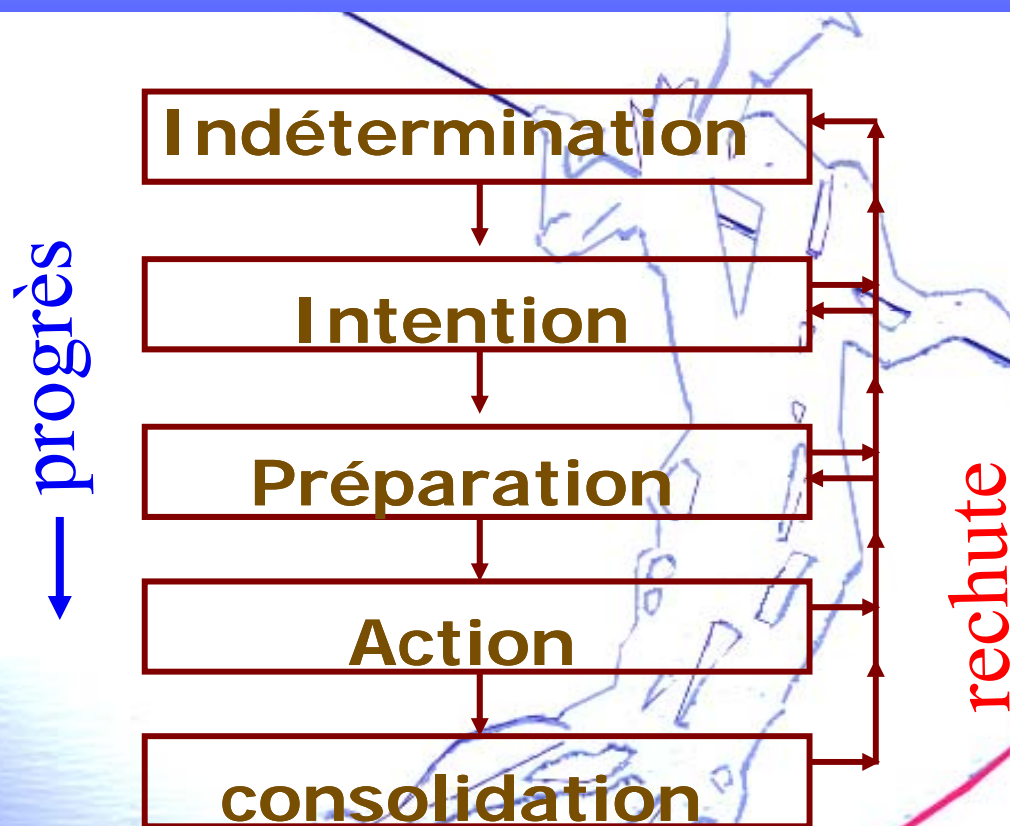 Indétermination
Intention
progrès
Préparation
Action
rechute
consolidation